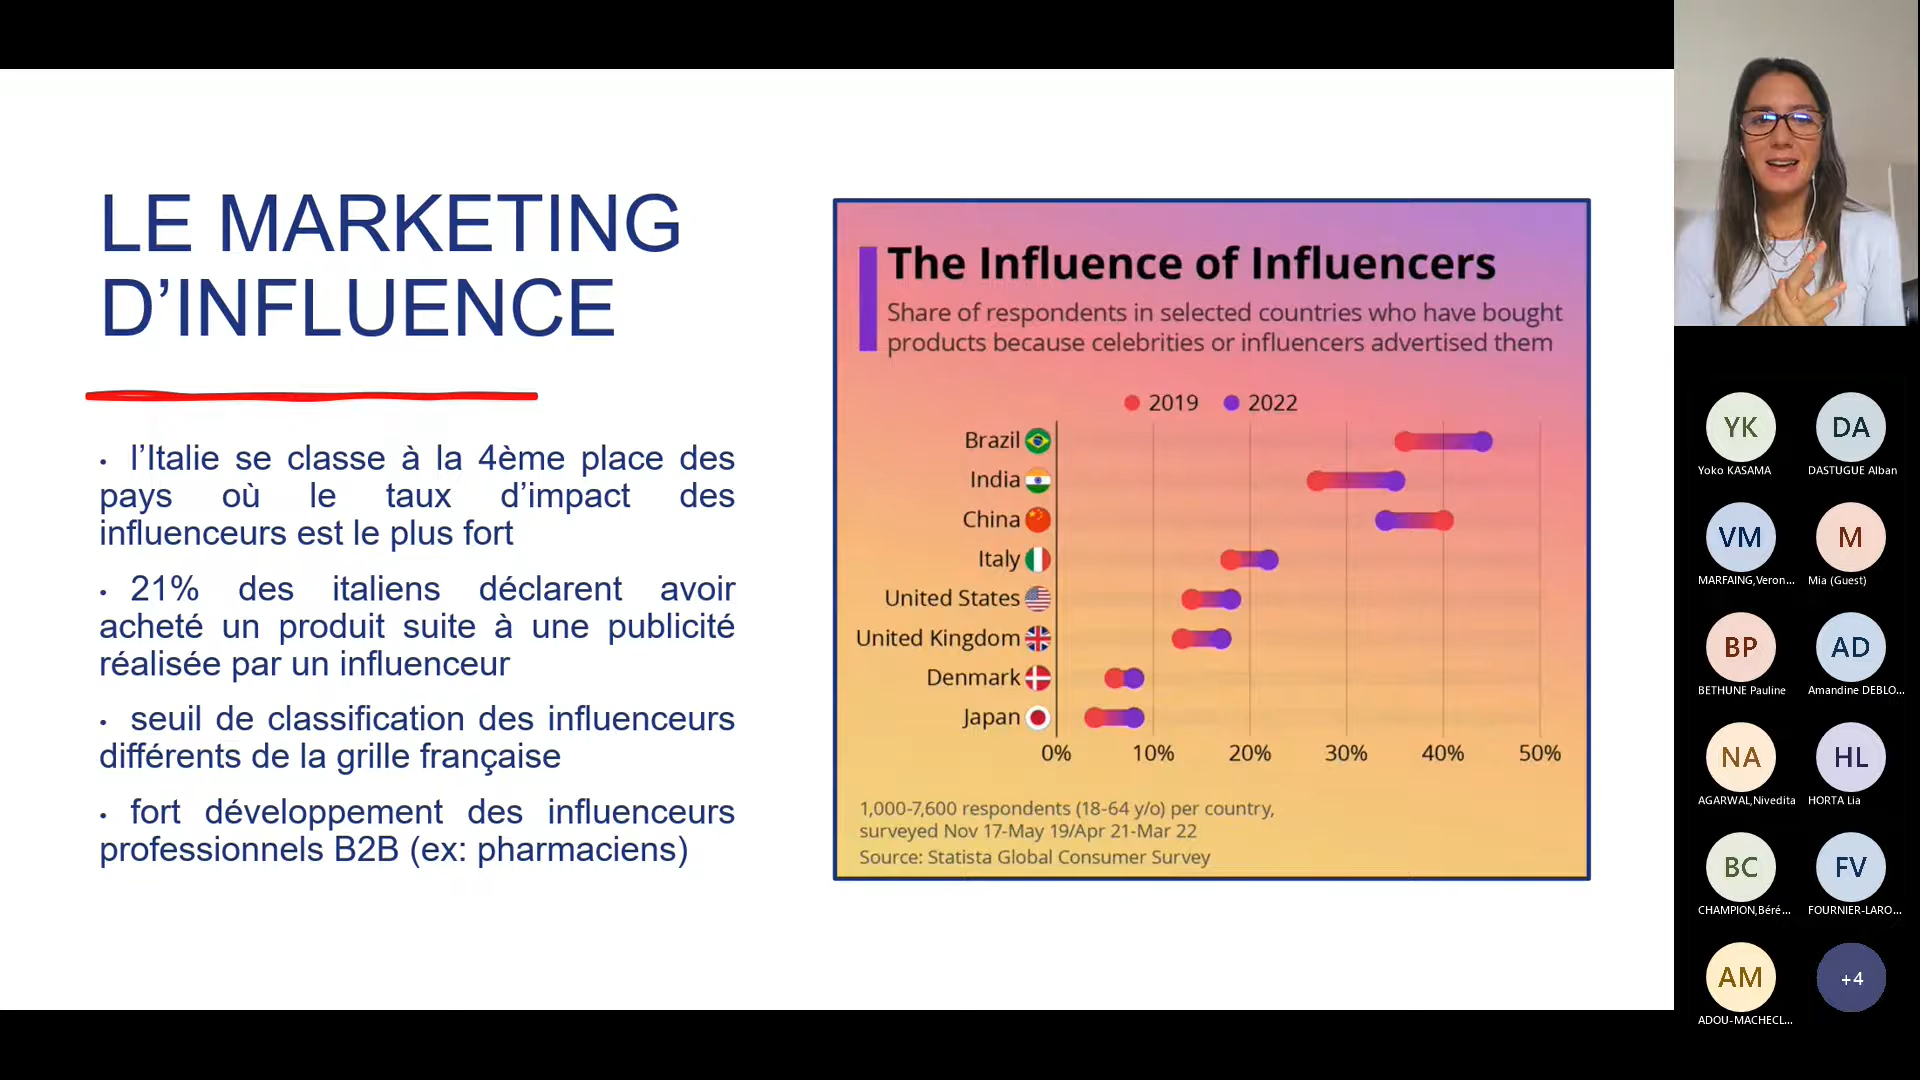 LE MARKETING
D’INFLUENCE
• l’Italie se classe à la 4ème place des
pays où le taux d’impact des
influenceurs est le plus fort
• 21% des italiens déclarent avoir
acheté un produit suite à une publicité
réalisée par un influenceur
• seuil de classification des influenceurs
différents de la grille française
• fort développement des influenceurs
professionnels B2B (ex: pharmaciens)
The Influence of Influencers
Share of respondents in selected countries who have bought
products because celebrities or influencers advertised them
2019 2022
Brazil
India
China
Italy
United States
United Kingdom
Denmark
Japan
0% 10% 20% 30% 40% 50%
1,000-7,600 respondents (18-64 y/o) per country,
surveyed Nov 17-May 19/Apr 21-Mar 22
Source: Statista Global Consumer Survey
YK DA
Yoko KASAMA DASTUGUE Alban
VM M
MARFAING,Veron... Mia (Guest)
BP AD
BETHUNE Pauline Amandine DEBLO...
NA HL
AGARWAL,Nivedita HORTA Lia
BC FV
CHAMPION,Béré... FOURNIER-LARO...
AM +4
ADOU-MACHECL...